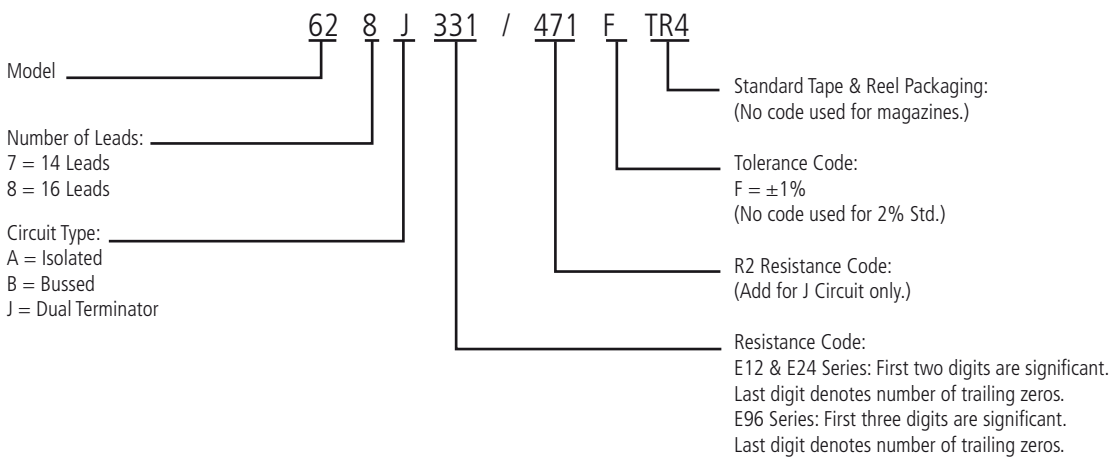 62 8 J 331 / 471 F TR4
Model
Number of Leads:
7 = 14 Leads
8 = 16 Leads
Circuit Type:
A = Isolated
B = Bussed
J = Dual Terminator
Standard Tape & Reel Packaging:
(No code used for magazines.)
Tolerance Code:
F = ±1%
(No code used for 2% Std.)
R2 Resistance Code:
(Add for J Circuit only.)
Resistance Code:
E12 & E24 Series: First two digits are significant.
Last digit denotes number of trailing zeros.
E96 Series: First three digits are significant.
Last digit denotes number of trailing zeros.